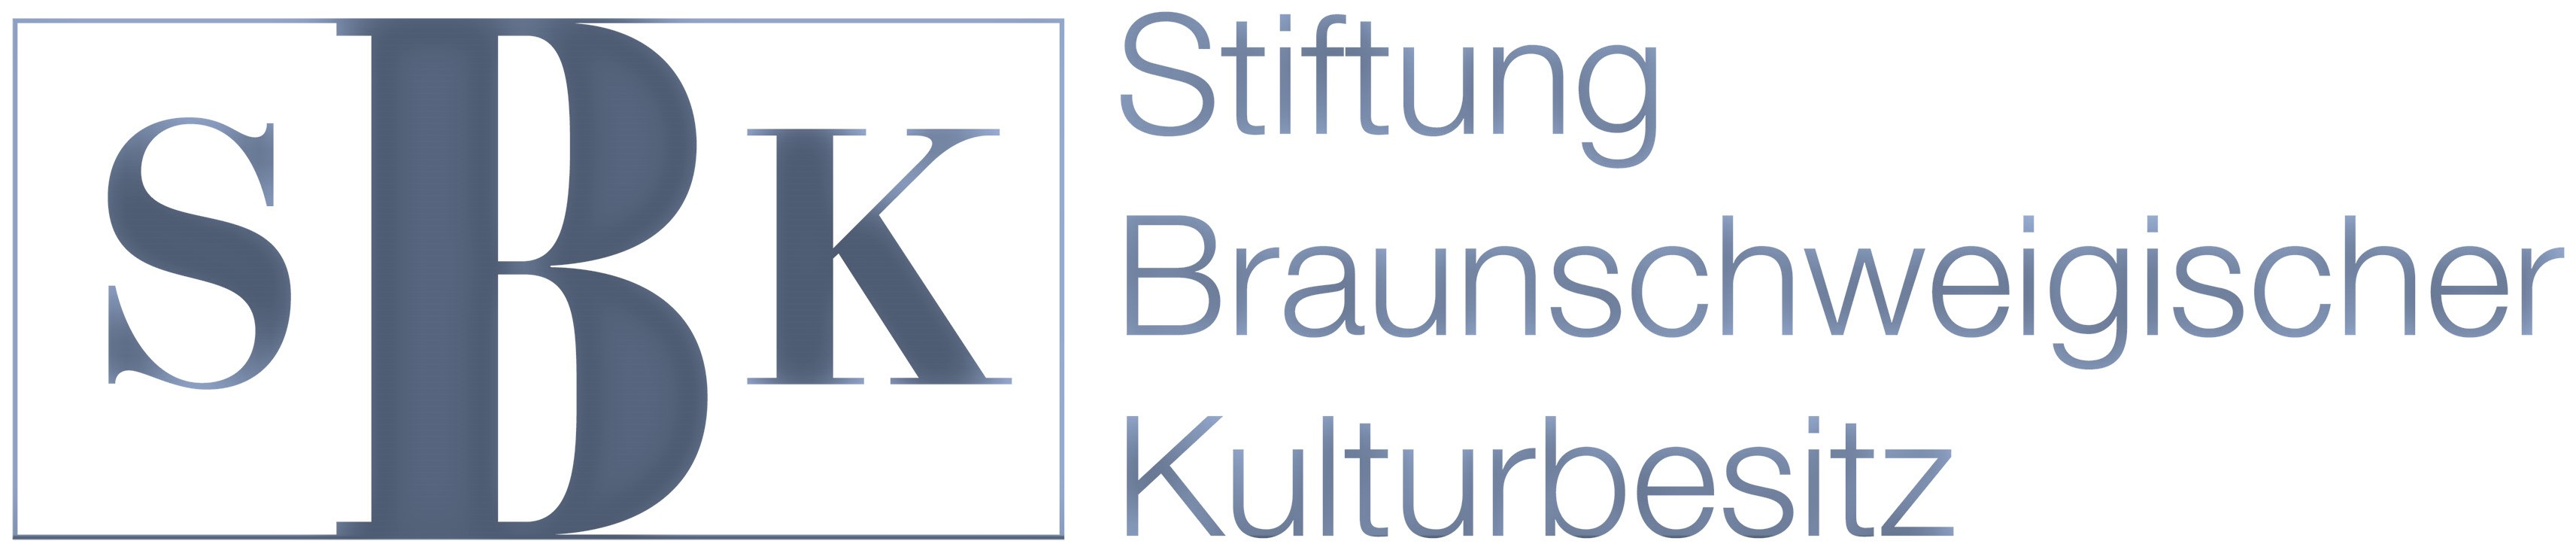 SBK
Stiftung
Braunschweigischer
Kulturbesitz